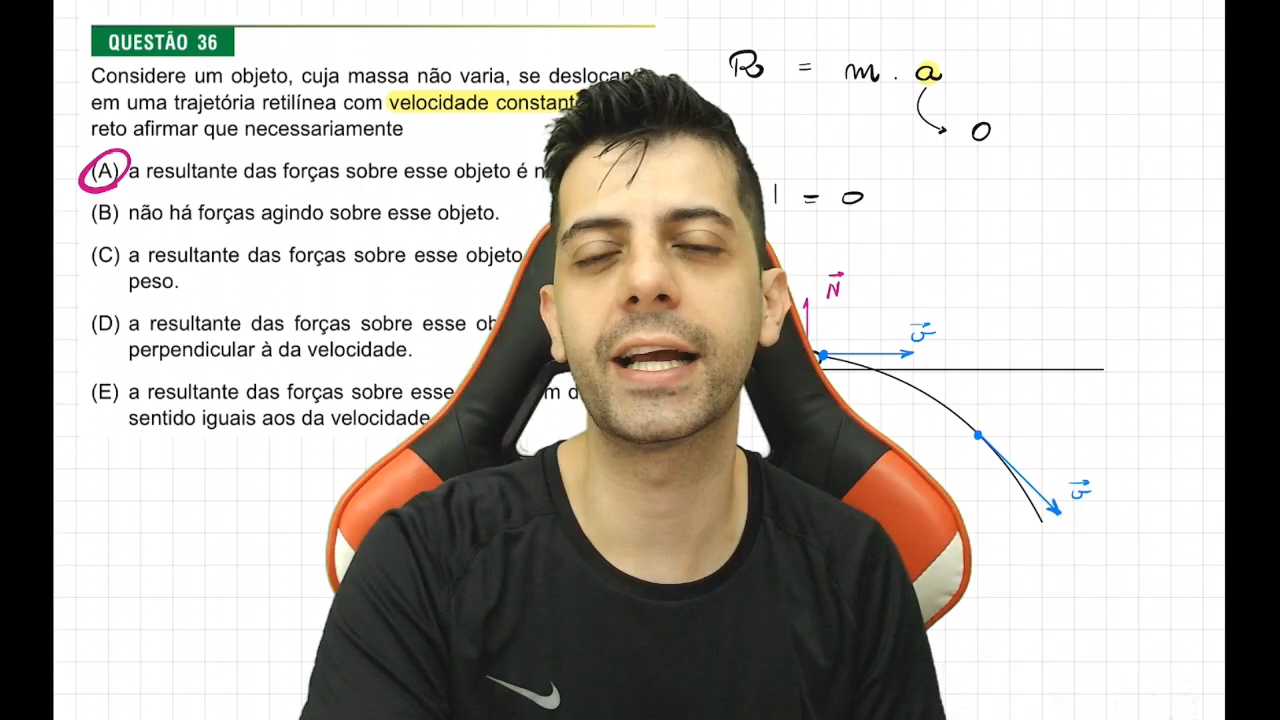 QUESTÃO 36
Considere um objeto, cuja massa não varia, se
em uma trajetória retilínea com velocidade
reto afirmar que necessariamente
(A) a resultante das forças sobre esse objeto é
(B) não há forças agindo sobre esse objeto.
(C) a resultante das forças sobre esse objeto
peso.
(D) a resultante das forças sobre esse
perpendicular à da velocidade.
(E) a resultante das forças sobre esse
sentido iguais aos da velocidade
R = m . a
0
= 0
N
v
v